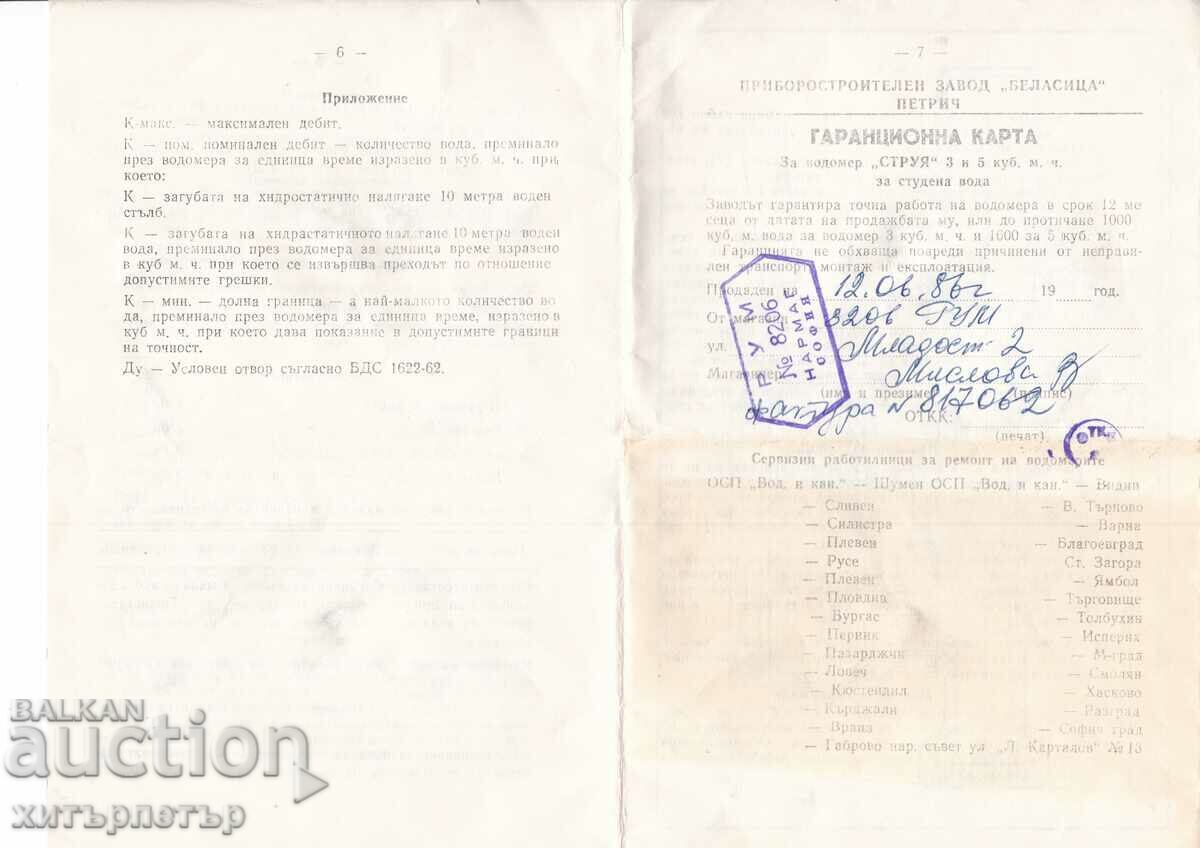 — 6 —
Приложение
К-макс. — максимален дебит.
К — ном. номинален дебит — количество вода, преминало
през водомера за единица време изразено в куб. м. ч. при
което:
К — загубата на хидростатично налягане 10 метра воден
стълб.
К — загубата на хидрастатичното налягане 10 метра воден
вода, преминало през водомера за единица време изразено
в куб м. ч. при което се извършва преходът по отношение
допустимите грешки.
К — мин. — долна граница — а най-малкото количество во
да, преминало през водомера за единица време, изразено в
куб м. ч. при което дава показание в допустимите граници
на точност.
Ду — Условен отвор съгласно БДС 1622-62.
— 7 —
ПРИБОРОСТРОИТЕЛЕН ЗАВОД „БЕЛАСИЦА“
ПЕТРИЧ
ГАРАНЦИОННА КАРТА
За водомер „СТРУЯ“ 3 и 5 куб. м. ч.
за студена вода
Заводът гарантира точна работа на водомера в срок 12 ме
сеца от датата на продажбата му, или до протичане 1000
куб, м. вода за водомер 3 куб. м. ч. и 1600 за 5 куб. м. ч.
Гаранцията не обхваща повреди причинени от неправи-
лен транспорт, монтаж и експлоатация.
Продаден на 12.06.86г 19 год.
От магазин 8206 ГУМ
ул. Младост 2
Магазинер Мислова
(име и презиме) (подпис)
фактура № 817062
ОТКК:
(печат)
РУМ
№ 8206
НАРМАГ
СОФИЯ
ОТК
Сервизни работилници за ремонт на водомерите
ОСП „Вод. и кан.“ — Шумен ОСП „Вод. и кан.“ — Видин
— Сливен — В. Търново
— Силистра — Варна
— Плевен — Благоевград
— Русе Ст. Загора
— Плевен — Ямбол
— Пловдив — Търговище
— Бургас — Толбухин
— Перник — Исперих
— Пазарджик — М-град
— Ловеч — Смолян
— Кюстендил — Хасково
— Кърджали — Разград
— Враца — София град
— Габрово нар. съвет ул „Л. Карталов“ № 13
BALKAN
auction
хитърпетър